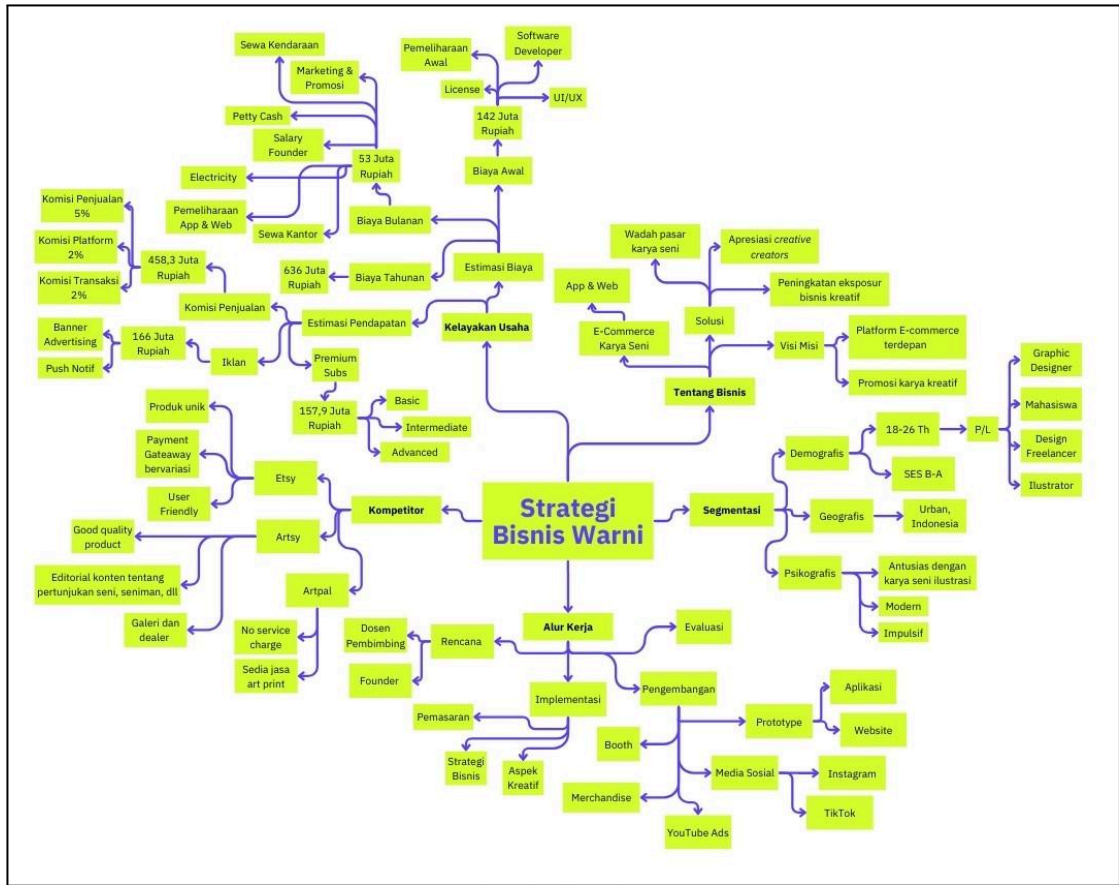 Strategi
Bisnis Warni
Kelayakan Usaha
Estimasi Biaya
Biaya Awal
142 Juta
Rupiah
License
Pemeliharaan
Awal
Software
Developer
UI/UX
Biaya Bulanan
53 Juta
Rupiah
Sewa Kendaraan
Marketing &
Promosi
Petty Cash
Salary
Founder
Electricity
Pemeliharaan
App & Web
Sewa Kantor
Biaya Tahunan
636 Juta
Rupiah
Estimasi Pendapatan
Komisi Penjualan
458,3 Juta
Rupiah
Komisi Penjualan
5%
Komisi Platform
2%
Komisi Transaksi
2%
Iklan
166 Juta
Rupiah
Banner
Advertising
Push Notif
Premium
Subs
157,9 Juta
Rupiah
Basic
Intermediate
Advanced
Tentang Bisnis
E-Commerce
Karya Seni
App & Web
Solusi
Wadah pasar
karya seni
Apresiasi creative
creators
Peningkatan eksposur
bisnis kreatif
Visi Misi
Platform E-commerce
terdepan
Promosi karya kreatif
Segmentasi
Demografis
18-26 Th
P/L
Graphic
Designer
Mahasiswa
Design
Freelancer
Ilustrator
SES B-A
Geografis
Urban,
Indonesia
Psikografis
Antusias dengan
karya seni ilustrasi
Modern
Impulsif
Kompetitor
Etsy
Produk unik
Payment
Gateaway
bervariasi
User
Friendly
Artsy
Good quality
product
Editorial konten tentang
pertunjukan seni, seniman, dll
Galeri dan
dealer
Artpal
No service
charge
Sedia jasa
art print
Alur Kerja
Rencana
Dosen
Pembimbing
Founder
Implementasi
Pemasaran
Strategi
Bisnis
Aspek
Kreatif
Evaluasi
Pengembangan
Prototype
Aplikasi
Website
Booth
Media Sosial
Instagram
TikTok
Merchandise
YouTube Ads